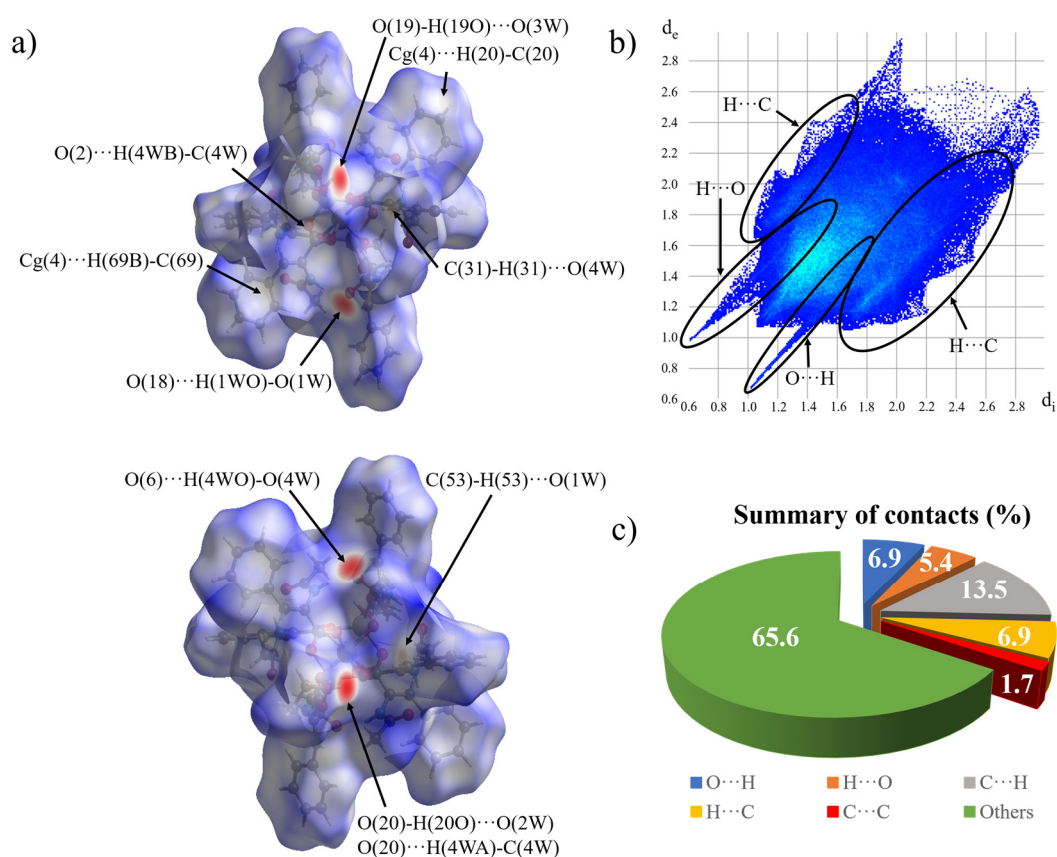 a)
O(19)-H(19O)···O(3W)
Cg(4)···H(20)-C(20)
O(2)···H(4WB)-C(4W)
Cg(4)···H(69B)-C(69)
C(31)-H(31)···O(4W)
O(18)···H(1WO)-O(1W)
b)
de
2.8
2.6
2.4
2.2
2.0
1.8
1.6
1.4
1.2
1.0
0.8
0.6
H···C
H···O
H···C
O···H
0.6 0.8 1.0 1.2 1.4 1.6 1.8 2.0 2.2 2.4 2.6 2.8 di
O(6)···H(4WO)-O(4W)
C(53)-H(53)···O(1W)
O(20)-H(20O)···O(2W)
O(20)···H(4WA)-C(4W)
c)
Summary of contacts (%)
6.9
5.4
13.5
6.9
1.7
65.6
O···H H···O C···H
H···C C···C Others